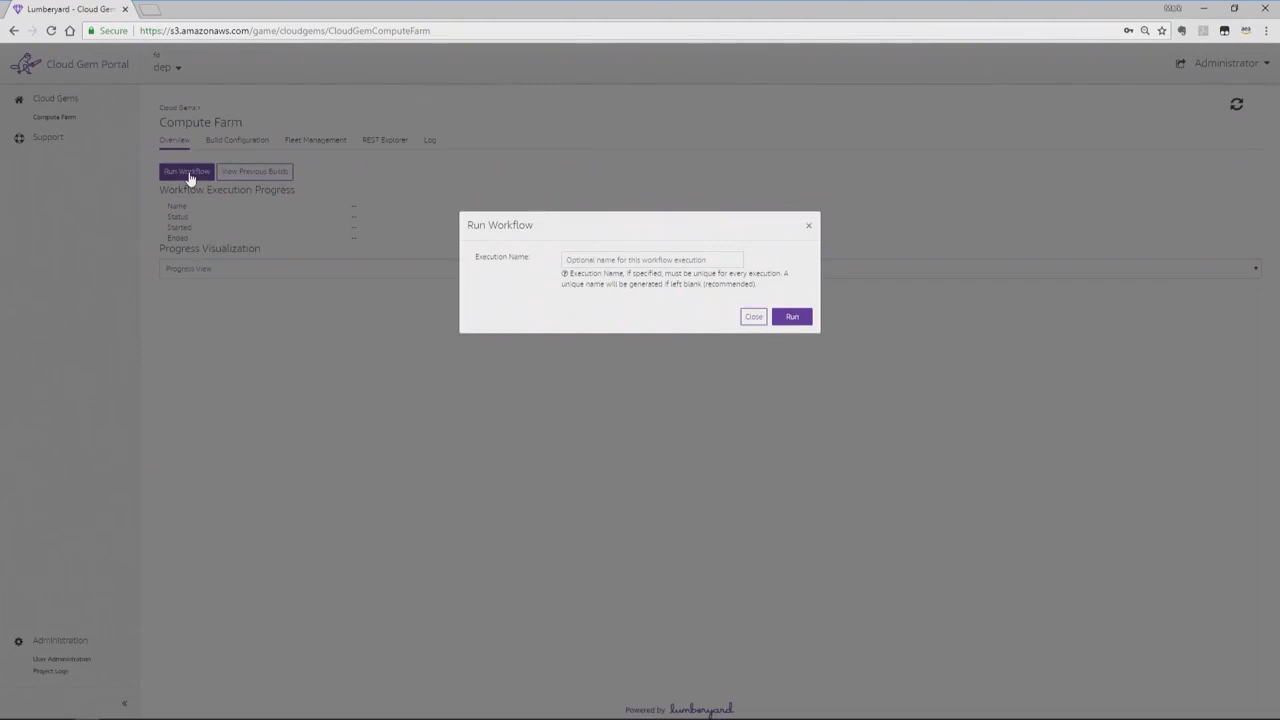 Lumberyard - Cloud Gem
https://s3.amazonaws.com/game/cloudgems/CloudGemComputeFarm
Secure
Cloud Gem Portal
dep
Administrator
Cloud Gems
Compute Farm
Support
Cloud Gems >
Compute Farm
Overview
Build Configuration
Fleet Management
REST Explorer
Log
Run Workflow
View Previous Builds
Workflow Execution Progress
Name --
Status --
Started --
Ended --
Progress Visualization
Progress View
Run Workflow
×
Execution Name:
Optional name for this workflow execution
Execution Name, if specified, must be unique for every execution. A
unique name will be generated if left blank (recommended).
Close
Run
Administration
User Administration
Project Logs
«
Powered by lumberyard